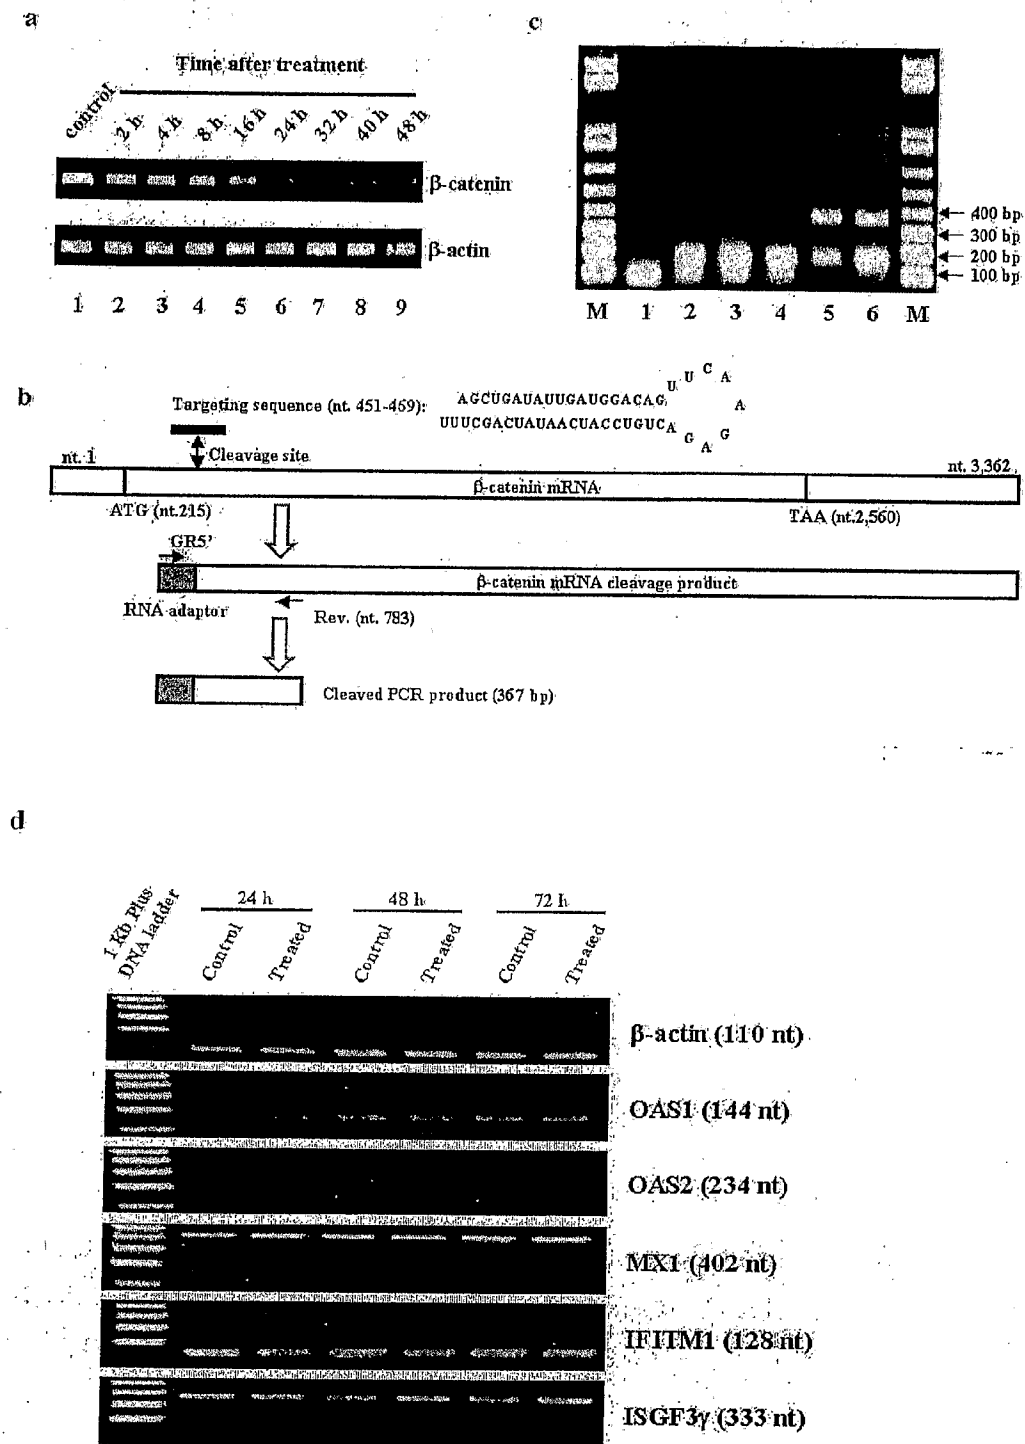 a
Time after treatment
control
2 h
4 h
8 h
16 h
24 h
32 h
40 h
48 h
β-catenin
β-actin
1 2 3 4 5 6 7 8 9
c
400 bp
300 bp
200 bp
100 bp
M 1 2 3 4 5 6 M
b
Targeting sequence (nt. 451-469):
AGCUGAUAUUGAUGGACAG
U U C A A G A G A
UUUCGACUAUAACUACCUGUC
Cleavage site
nt. 1
nt. 3,362
β-catenin mRNA
ATG (nt.215)
TAA (nt.2,560)
GR5'
β-catenin mRNA cleavage product
RNA adaptor
Rev. (nt. 783)
Cleaved PCR product (367 bp)
d
1 Kb Plus
DNA ladder
24 h
48 h
72 h
Control
Treated
Control
Treated
Control
Treated
β-actin (110 nt)
OAS1 (144 nt)
OAS2 (234 nt)
MX1 (402 nt)
IFITM1 (128 nt)
ISGF3γ (333 nt)